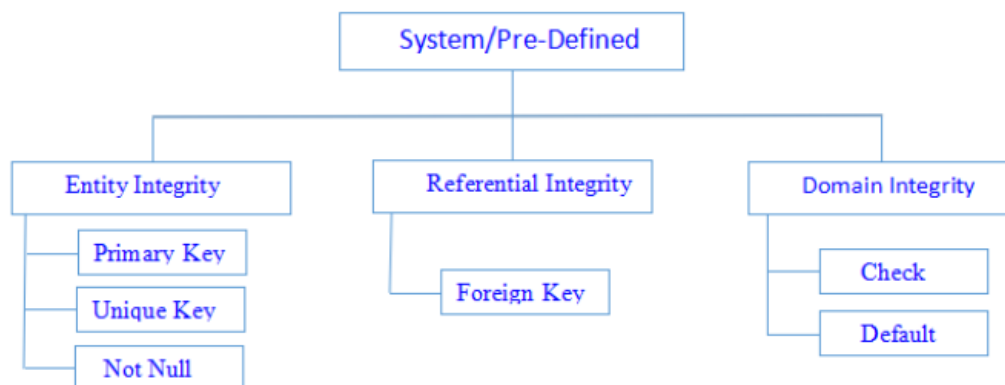 System/Pre-Defined
Entity Integrity
Referential Integrity
Domain Integrity
Primary Key
Unique Key
Not Null
Foreign Key
Check
Default